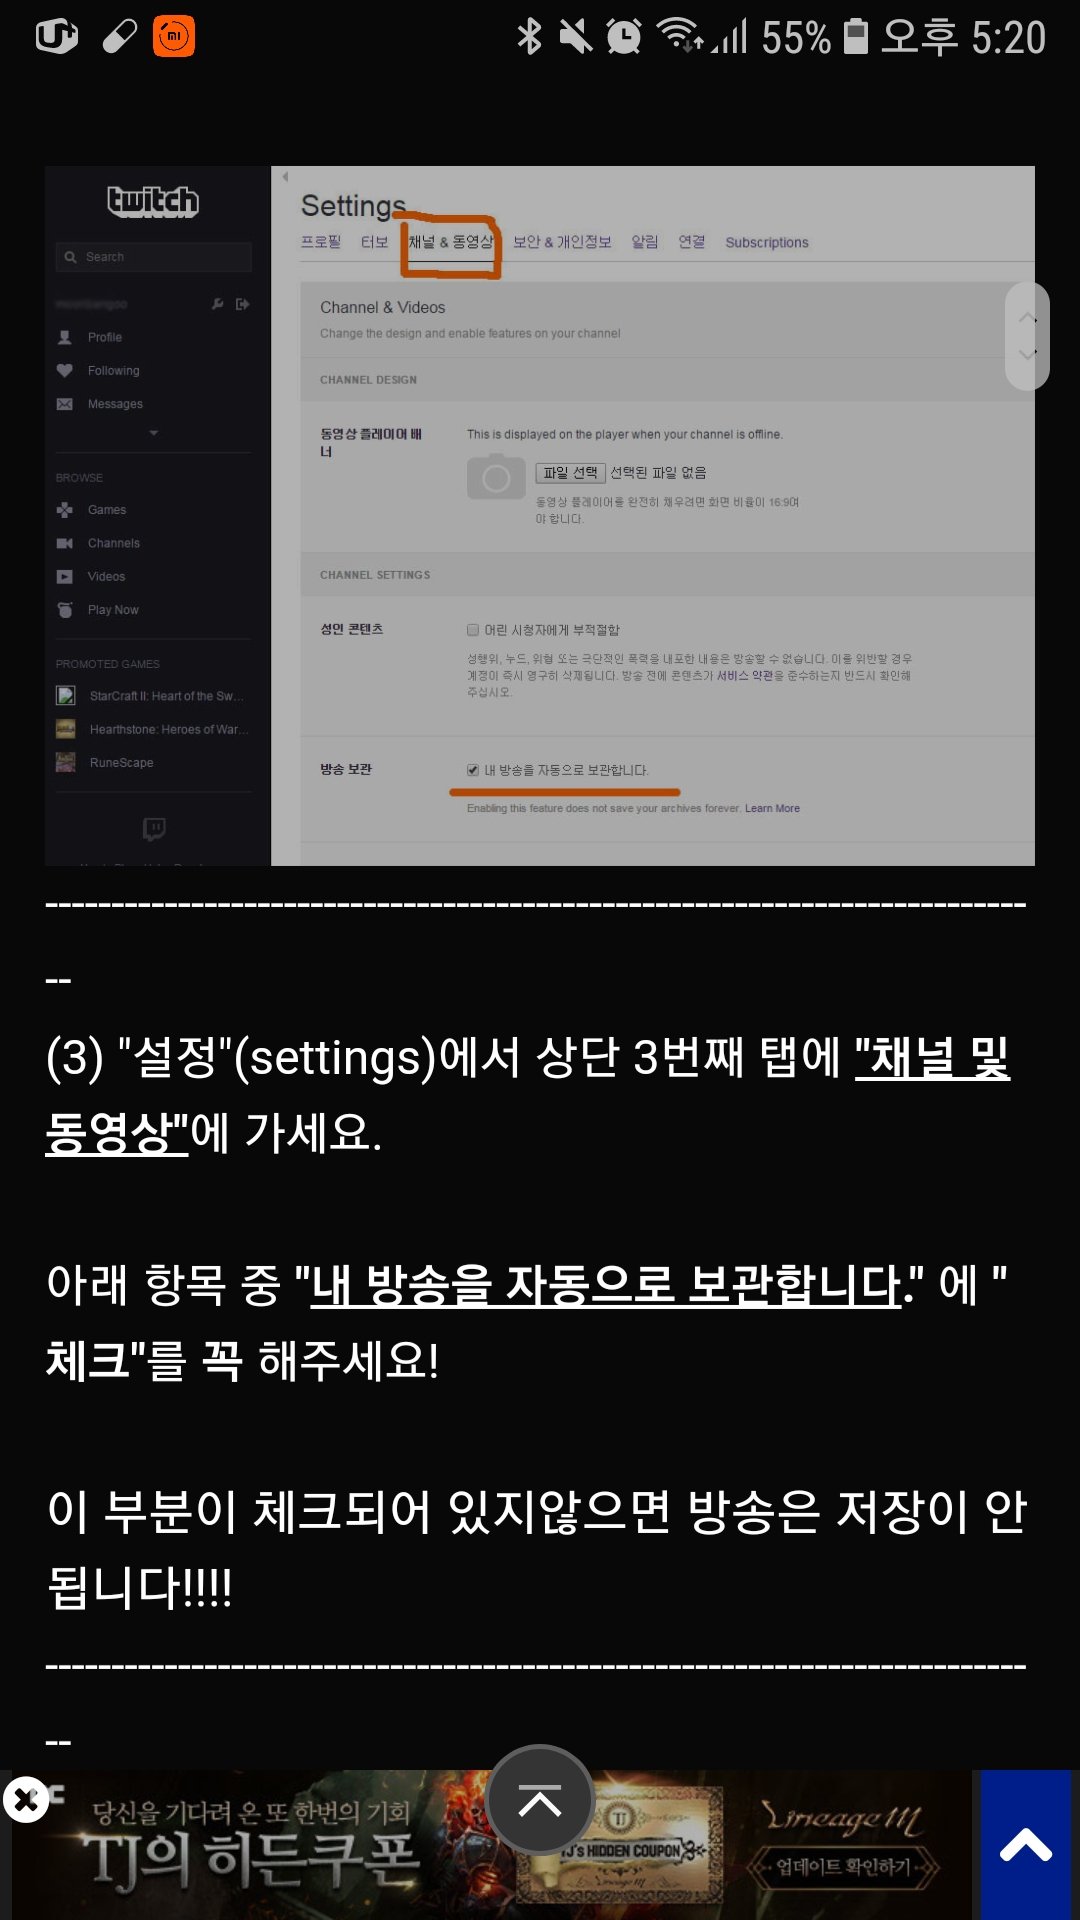 55% 오후 5:20
twitch
Search
Profile
Following
Messages
BROWSE
Games
Channels
Videos
Play Now
PROMOTED GAMES
StarCraft II: Heart of the Sw...
Hearthstone: Heroes of War...
RuneScape
Settings
프로필 터보 채널 & 동영상 보안 & 개인정보 알림 연결 Subscriptions
Channel & Videos
Change the design and enable features on your channel
CHANNEL DESIGN
동영상 플레이어 배
너
This is displayed on the player when your channel is offline.
파일 선택 선택된 파일 없음
동영상 플레이어를 완전히 채우려면 화면 비율이 16:9여
야 합니다.
CHANNEL SETTINGS
성인 콘텐츠
어린 시청자에게 부적절함
성행위, 누드, 위협 또는 극단적인 폭력을 내포한 내용은 방송할 수 없습니다. 이를 위반할 경우
계정이 즉시 영구히 삭제됩니다. 방송 전에 콘텐츠가 서비스 약관을 준수하는지 반드시 확인해
주십시오.
방송 보관
내 방송을 자동으로 보관합니다.
Enabling this feature does not save your archives forever. Learn More
--------------------------------------------------------------------------
--
(3) "설정"(settings)에서 상단 3번째 탭에 "채널 및
동영상"에 가세요.
아래 항목 중 "내 방송을 자동으로 보관합니다." 에 "
체크"를 꼭 해주세요!
이 부분이 체크되어 있지않으면 방송은 저장이 안
됩니다!!!!
--------------------------------------------------------------------------
--
당신을 기다려 온 또 한번의 기회
TJ의 히든쿠폰
TJ
TJ's HIDDEN COUPON
Lineage M
Lineage M
업데이트 확인하기